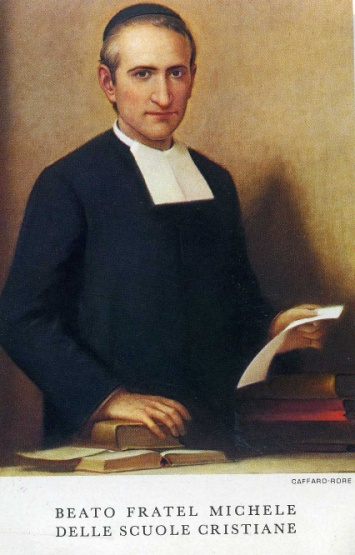 CAFFARO-RORE
BEATO FRATEL MICHELE
DELLE SCUOLE CRISTIANE